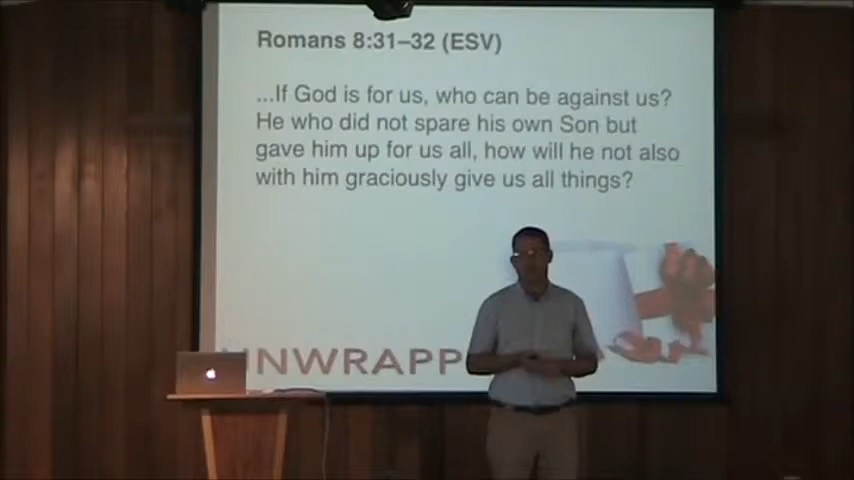 Romans 8:31–32 (ESV)
...If God is for us, who can be against us?
He who did not spare his own Son but
gave him up for us all, how will he not also
with him graciously give us all things?
UNWRAPP